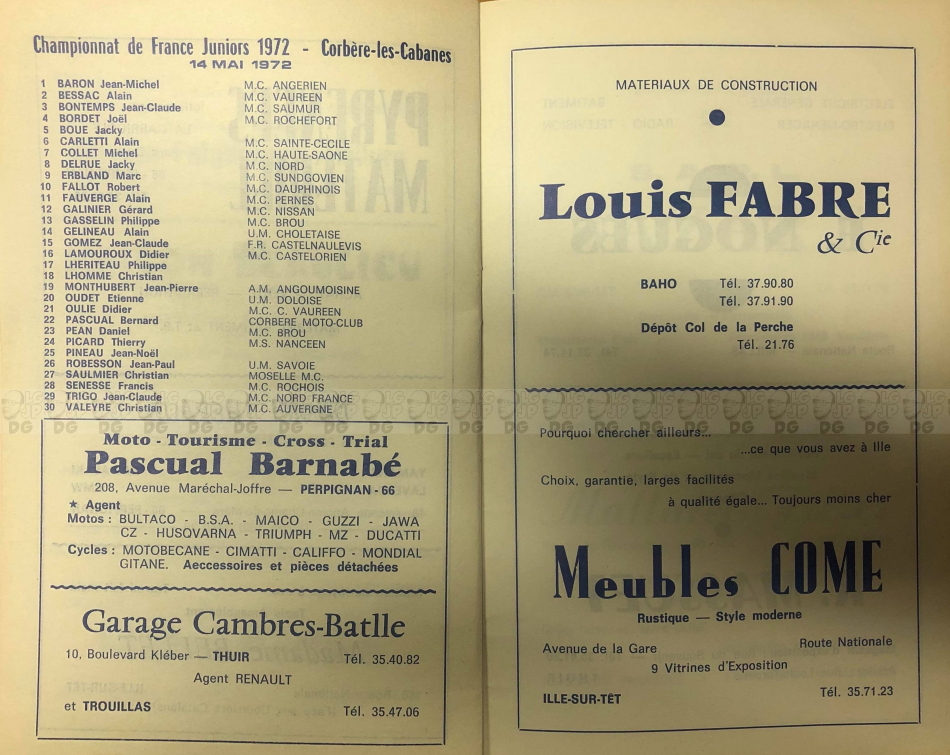 Championnat de France Juniors 1972 - Corbère-les-Cabanes
14 MAI 1972
1 BARON Jean-Michel M.C. ANGERIEN
2 BESSAC Alain M.C. VAUREEN
3 BONTEMPS Jean-Claude M.C. SAUMUR
4 BORDET Joël M.C. ROCHEFORT
5 BOUE Jacky
6 CARLETTI Alain M.C. SAINTE-CECILE
7 COLLET Michel M.C. HAUTE-SAONE
8 DELRUE Jacky M.C. NORD
9 ERBLAND Marc M.C. SUNDGOVIEN
10 FALLOT Robert M.C. DAUPHINOIS
11 FAUVERGE Alain M.C. PERNES
12 GALINIER Gérard M.C. NISSAN
13 GASSELIN Philippe M.C. BROU
14 GELINEAU Alain U.M. CHOLETAISE
15 GOMEZ Jean-Claude F.R. CASTELNAULEVIS
16 LAMOUROUX Didier M.C. CASTELORIEN
17 LHERITEAU Philippe
18 LHOMME Christian
19 MONTHUBERT Jean-Pierre A.M. ANGOUMOISINE
20 OUDET Etienne U.M. DOLOISE
21 OULIE Didier M.C. C. VAUREEN
22 PASCUAL Bernard CORBERE MOTO-CLUB
23 PEAN Daniel M.C. BROU
24 PICARD Thierry M.S. NANCEEN
25 PINEAU Jean-Noël
26 ROBESSON Jean-Paul U.M. SAVOIE
27 SAULMIER Christian MOSELLE M.C.
28 SENESSE Francis M.C. ROCHOIS
29 TRIGO Jean-Claude M.C. NORD FRANCE
30 VALEYRE Christian M.C. AUVERGNE
Moto - Tourisme - Cross - Trial
Pascual Barnabé
208, Avenue Maréchal-Joffre — PERPIGNAN - 66
★ Agent
Motos : BULTACO - B.S.A. - MAICO - GUZZI - JAWA
CZ - HUSQVARNA - TRIUMPH - MZ - DUCATTI
Cycles : MOTOBECANE - CIMATTI - CALIFFO - MONDIAL
GITANE. Aeccessoires et pièces détachées
Garage Cambres-Batlle
10, Boulevard Kléber — THUIR Tél. 35.40.82
Agent RENAULT
et TROUILLAS Tél. 35.47.06
MATERIAUX DE CONSTRUCTION
Louis FABRE
& Cie
BAHO Tél. 37.90.80
Tél. 37.91.90
Dépôt Col de la Perche
Tél. 21.76
Pourquoi chercher ailleurs...
...ce que vous avez à Ille
Choix, garantie, larges facilités
à qualité égale... Toujours moins cher
Meubles COME
Rustique — Style moderne
Avenue de la Gare Route Nationale
9 Vitrines d'Exposition
ILLE-SUR-TÊT Tél. 35.71.23